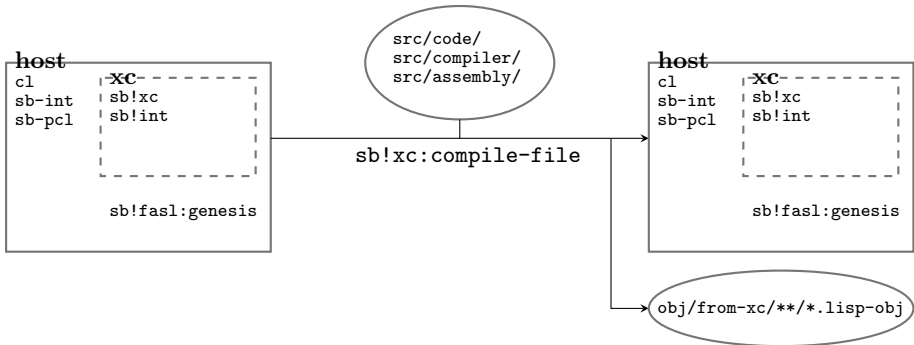 host
cl
sb-int
sb-pcl
xc
sb!xc
sb!int
sb!fasl:genesis
src/code/
src/compiler/
src/assembly/
sb!xc:compile-file
host
cl
sb-int
sb-pcl
xc
sb!xc
sb!int
sb!fasl:genesis
obj/from-xc/**/*.lisp-obj